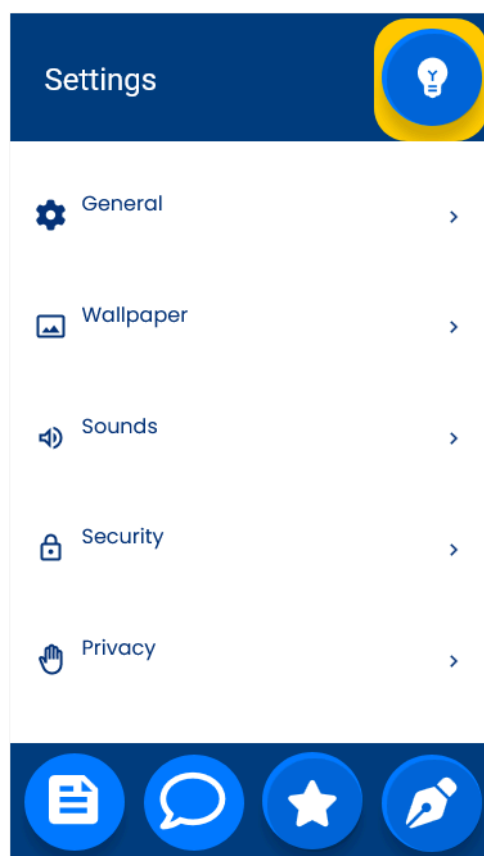 Settings
General
Wallpaper
Sounds
Security
Privacy